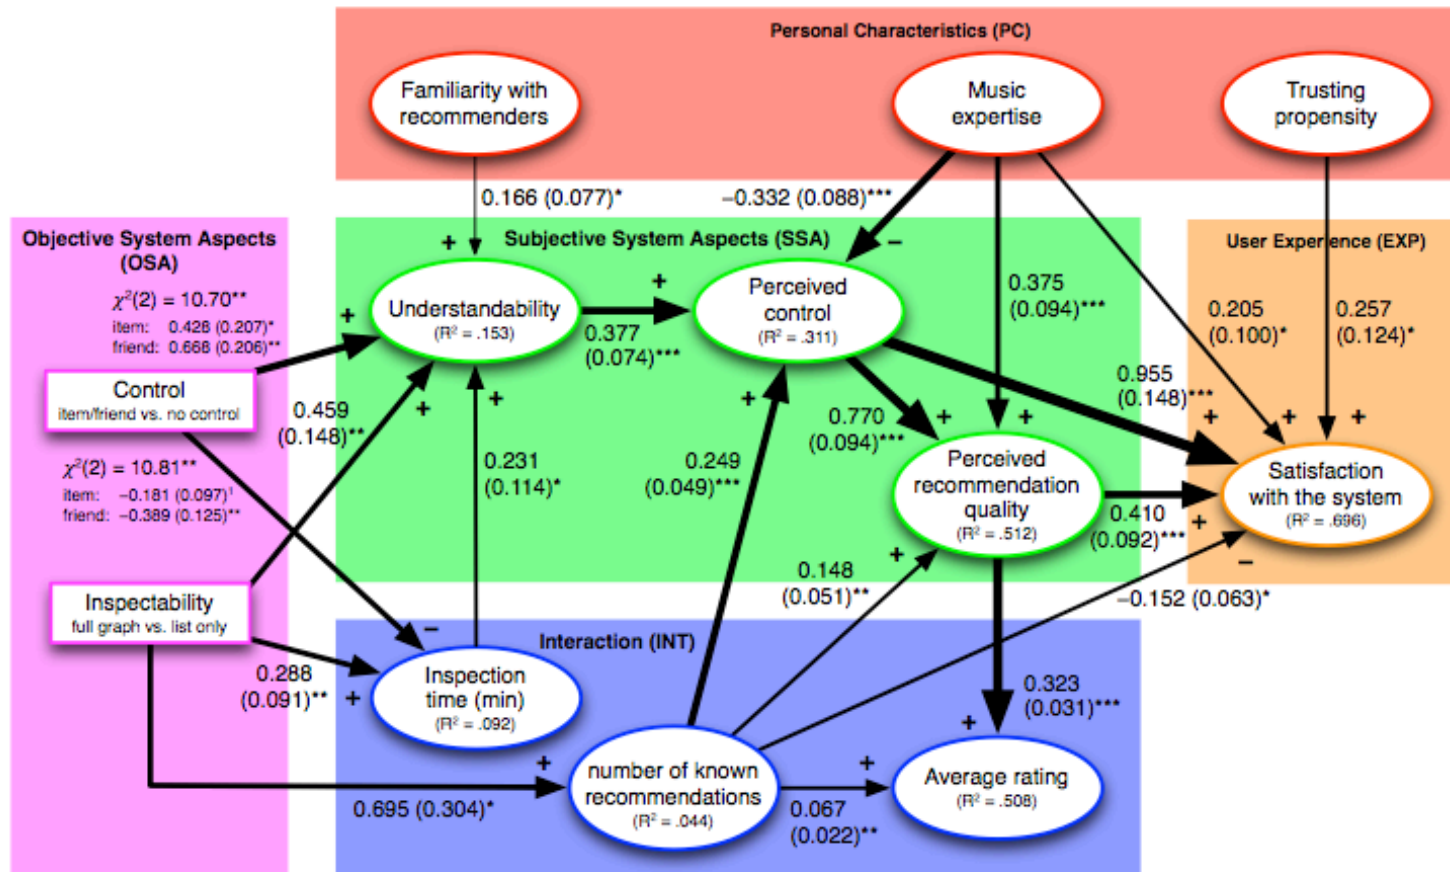 Personal Characteristics (PC)
Familiarity with
recommenders
Music
expertise
Trusting
propensity
0.166 (0.077)*
−0.332 (0.088)***
Objective System Aspects
(OSA)
χ²(2) = 10.70**
item: 0.428 (0.207)*
friend: 0.668 (0.206)**
Control
item/friend vs. no control
χ²(2) = 10.81**
item: −0.181 (0.097)¹
friend: −0.389 (0.125)**
Inspectability
full graph vs. list only
Subjective System Aspects (SSA)
+
−
+
Understandability
(R² = .153)
+
0.377
(0.074)***
Perceived
control
(R² = .311)
0.375
(0.094)***
User Experience (EXP)
0.205
(0.100)*
0.257
(0.124)*
0.459
(0.148)**
+
+
0.231
(0.114)*
0.249
(0.049)***
+
0.770
(0.094)***
+
+
0.955
(0.148)***
+
+
Perceived
recommendation
quality
(R² = .512)
0.410
(0.092)***
+
Satisfaction
with the system
(R² = .696)
−
0.148
(0.051)**
+
−0.152 (0.063)*
Interaction (INT)
−
0.288
(0.091)**
+
Inspection
time (min)
(R² = .092)
0.323
(0.031)***
+
0.695 (0.304)*
+
number of known
recommendations
(R² = .044)
+
0.067
(0.022)**
Average rating
(R² = .508)